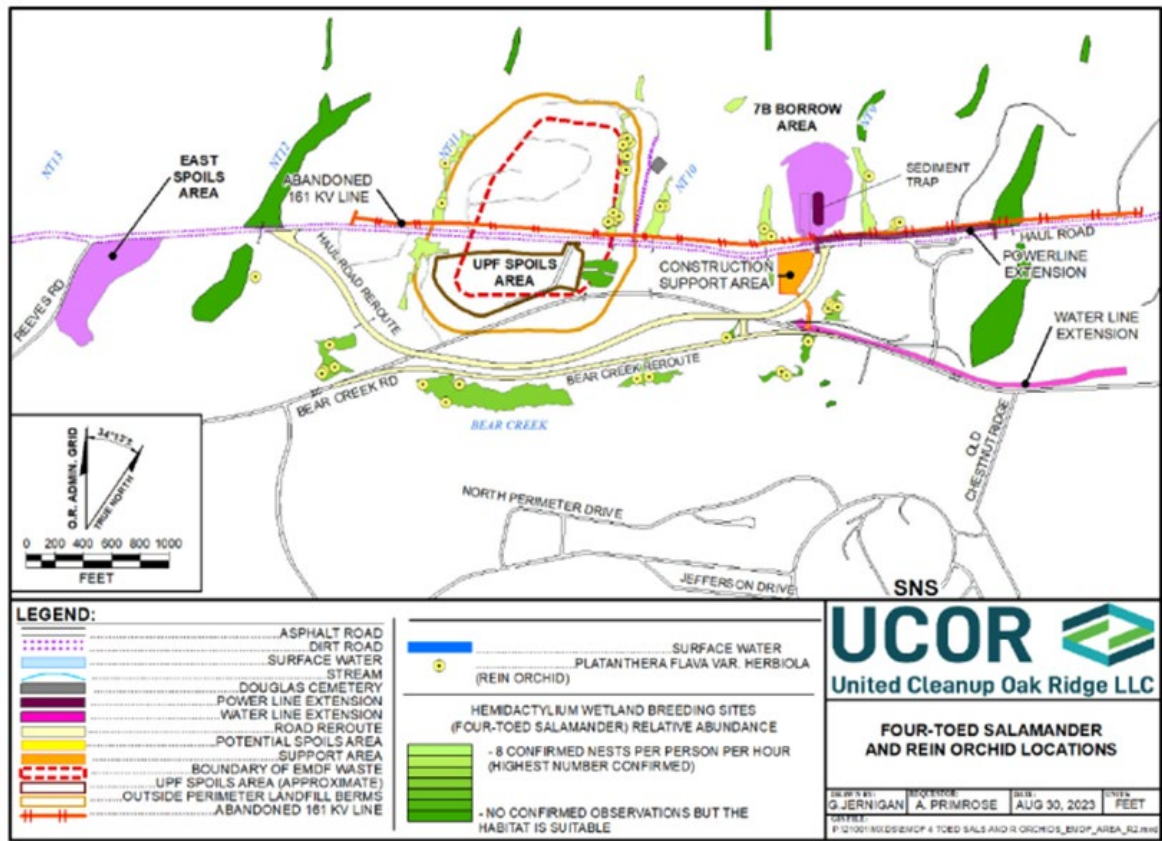 NT13
EAST
SPOILS
AREA
NT12
ABANDONED
161 KV LINE
NT11
NT10
7B BORROW
AREA
NT9
SEDIMENT
TRAP
HAUL ROAD
POWERLINE
EXTENSION
REEVES RD
HAUL ROAD REROUTE
UPF SPOILS
AREA
CONSTRUCTION
SUPPORT AREA
WATER LINE
EXTENSION
BEAR CREEK RD
BEAR CREEK REROUTE
BEAR CREEK
OLD
CHESTNUT RIDGE
NORTH PERIMETER DRIVE
JEFFERSON DRIVE
SNS
O.R. ADMIN. GRID
TRUE NORTH
0 200 400 600 800 1000
FEET
LEGEND:
ASPHALT ROAD
DIRT ROAD
SURFACE WATER
STREAM
DOUGLAS CEMETERY
POWER LINE EXTENSION
WATER LINE EXTENSION
ROAD REROUTE
POTENTIAL SPOILS AREA
SUPPORT AREA
BOUNDARY OF EMDF WASTE
UPF SPOILS AREA (APPROXIMATE)
OUTSIDE PERIMETER LANDFILL BERMS
ABANDONED 161 KV LINE
SURFACE WATER
PLATANTHERA FLAVA VAR. HERBIOLA
(REIN ORCHID)
HEMIDACTYLIUM WETLAND BREEDING SITES
(FOUR-TOED SALAMANDER) RELATIVE ABUNDANCE
- 8 CONFIRMED NESTS PER PERSON PER HOUR
(HIGHEST NUMBER CONFIRMED)
- NO CONFIRMED OBSERVATIONS BUT THE
HABITAT IS SUITABLE
UCOR
United Cleanup Oak Ridge LLC
FOUR-TOED SALAMANDER
AND REIN ORCHID LOCATIONS
DRAWN BY: REQUESTOR: DATE: UNITS
G.JERNIGAN A. PRIMROSE AUG 30, 2023 FEET